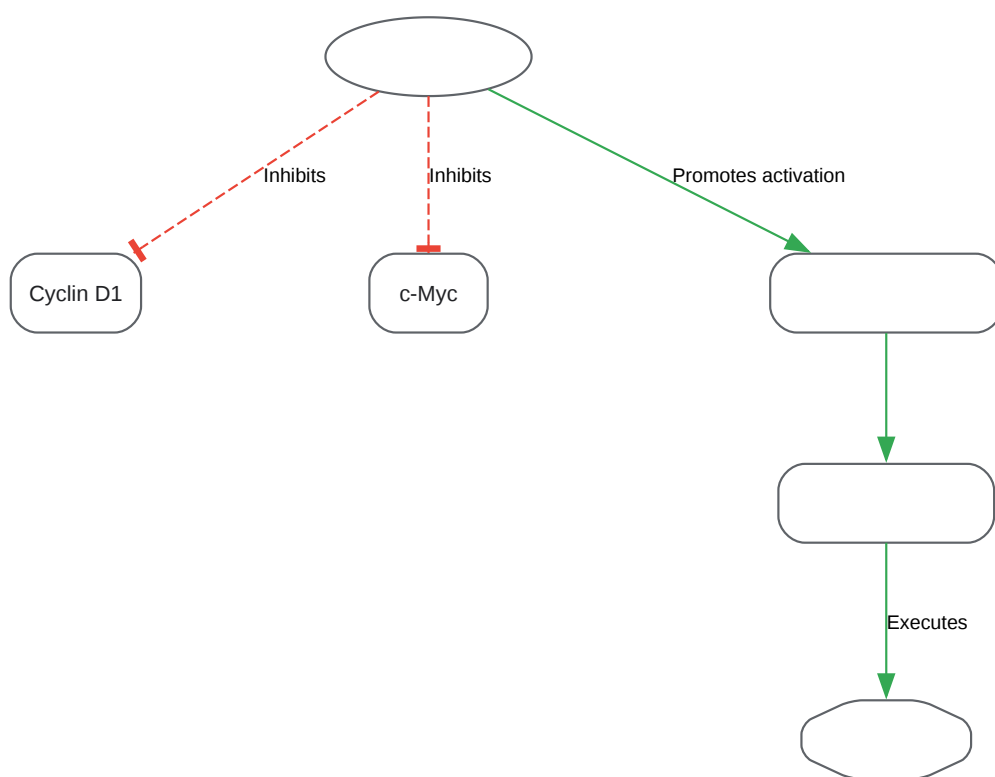 Inhibits
Inhibits
Promotes activation
Cyclin D1
c-Myc
Executes